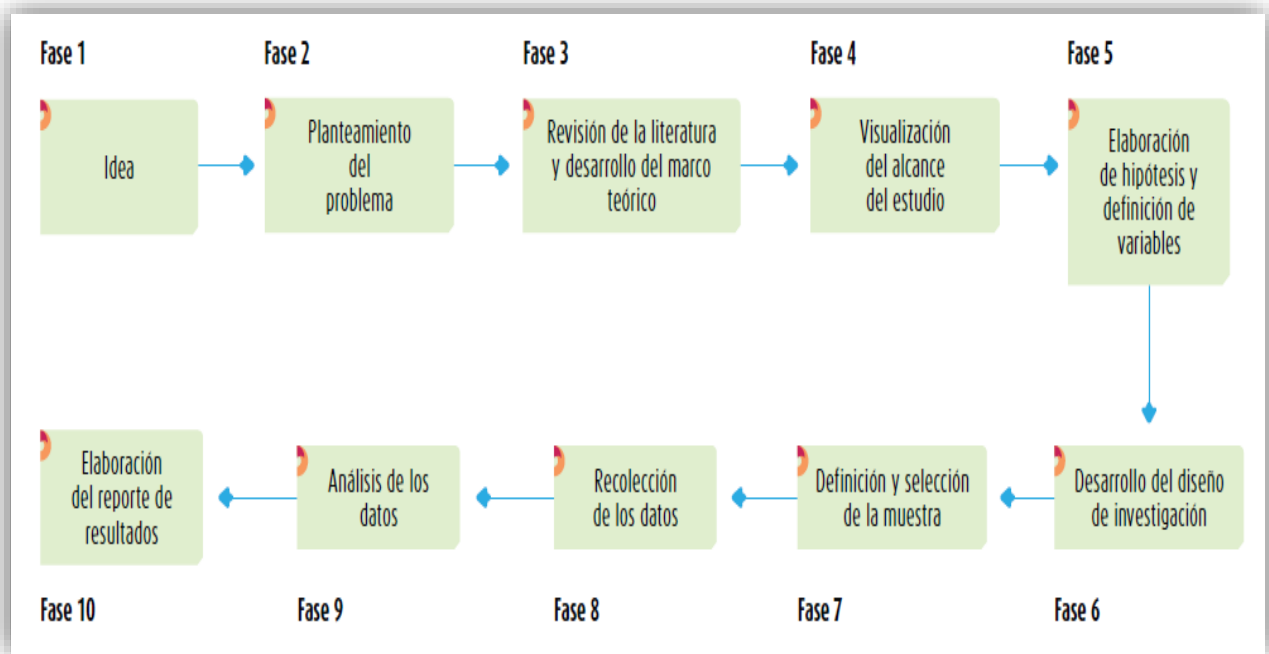 Fase 1
Fase 2
Fase 3
Fase 4
Fase 5
Idea
Planteamiento
del
problema
Revisión de la literatura
y desarrollo del marco
teórico
Visualización
del alcance
del estudio
Elaboración
de hipótesis y
definición de
variables
Desarrollo del diseño
de investigación
Definición y selección
de la muestra
Recolección
de los datos
Análisis de los
datos
Elaboración
del reporte de
resultados
Fase 10
Fase 9
Fase 8
Fase 7
Fase 6